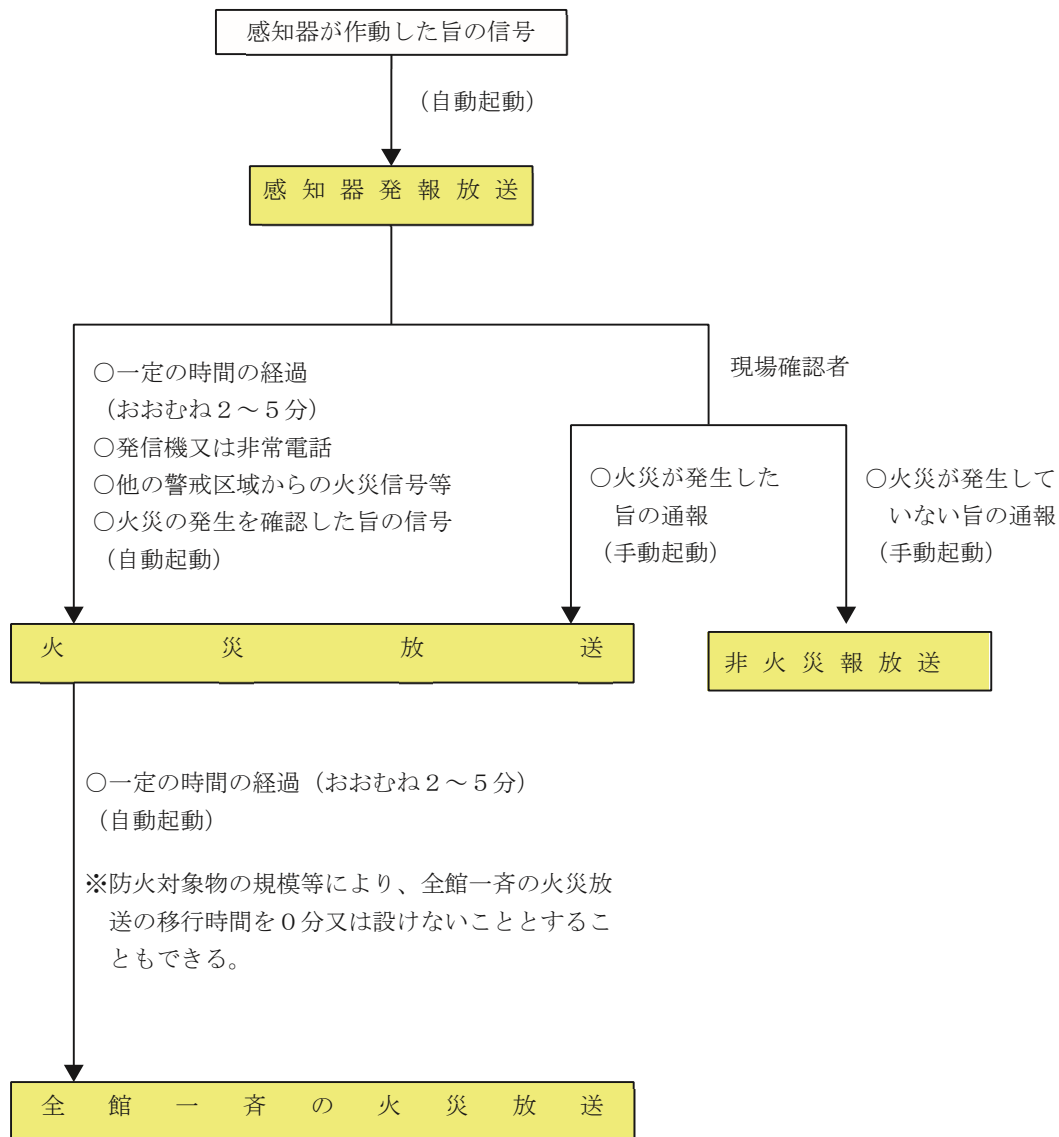 感知器が作動した旨の信号
(自動起動)
感知器発報放送
○一定の時間の経過
(おおむね2~5分)
○発信機又は非常電話
○他の警戒区域からの火災信号等
○火災の発生を確認した旨の信号
(自動起動)
現場確認者
○火災が発生した
旨の通報
(手動起動)
○火災が発生して
いない旨の通報
(手動起動)
火災放送
非火災報放送
○一定の時間の経過(おおむね2~5分)
(自動起動)
※防火対象物の規模等により、全館一斉の火災放
送の移行時間を0分又は設けないこととするこ
ともできる。
全館一斉の火災放送